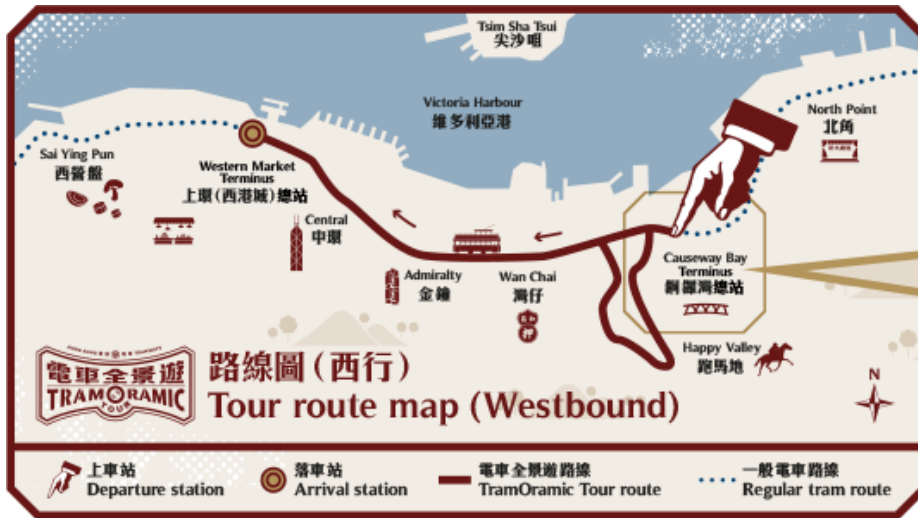 Tsim Sha Tsui
尖沙咀
Victoria Harbour
維多利亞港
North Point
北角
Sai Ying Pun
西營盤
Western Market
Terminus
上環(西港城)總站
Central
中環
Admiralty
金鐘
Wan Chai
灣仔
Causeway Bay
Terminus
銅鑼灣總站
Happy Valley
跑馬地
電車全景遊
TRAMORAMIC
TOUR
路線圖(西行)
Tour route map (Westbound)
N
上車站
Departure station
落車站
Arrival station
電車全景遊路線
TramOramic Tour route
一般電車路線
Regular tram route